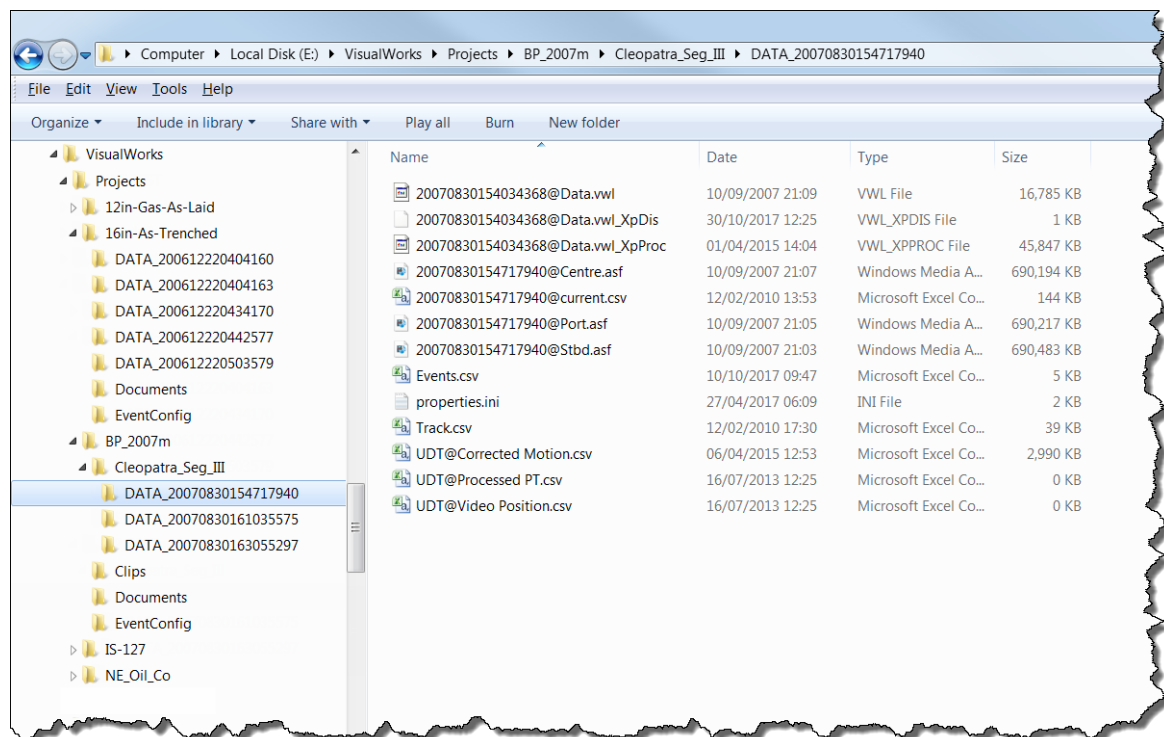 Computer Local Disk (E:) VisualWorks Projects BP_2007m Cleopatra_Seg_III DATA_20070830154717940
File Edit View Tools Help
Organize Include in library Share with Play all Burn New folder
VisualWorks
Projects
12in-Gas-As-Laid
16in-As-Trenched
DATA_200612220404160
DATA_200612220404163
DATA_200612220434170
DATA_200612220442577
DATA_200612220503579
Documents
EventConfig
BP_2007m
Cleopatra_Seg_III
DATA_20070830154717940
DATA_20070830161035575
DATA_20070830163055297
Clips
Documents
EventConfig
IS-127
NE_Oil_Co
Name Date Type Size
20070830154034368@Data.vwl 10/09/2007 21:09 VWL File 16,785 KB
20070830154034368@Data.vwl_XpDis 30/10/2017 12:25 VWL_XPDIS File 1 KB
20070830154034368@Data.vwl_XpProc 01/04/2015 14:04 VWL_XPPROC File 45,847 KB
20070830154717940@Centre.asf 10/09/2007 21:07 Windows Media A... 690,194 KB
20070830154717940@current.csv 12/02/2010 13:53 Microsoft Excel Co... 144 KB
20070830154717940@Port.asf 10/09/2007 21:05 Windows Media A... 690,217 KB
20070830154717940@Stbd.asf 10/09/2007 21:03 Windows Media A... 690,483 KB
Events.csv 10/10/2017 09:47 Microsoft Excel Co... 5 KB
properties.ini 27/04/2017 06:09 INI File 2 KB
Track.csv 12/02/2010 17:30 Microsoft Excel Co... 39 KB
UDT@Corrected Motion.csv 06/04/2015 12:53 Microsoft Excel Co... 2,990 KB
UDT@Processed PT.csv 16/07/2013 12:25 Microsoft Excel Co... 0 KB
UDT@Video Position.csv 16/07/2013 12:25 Microsoft Excel Co... 0 KB